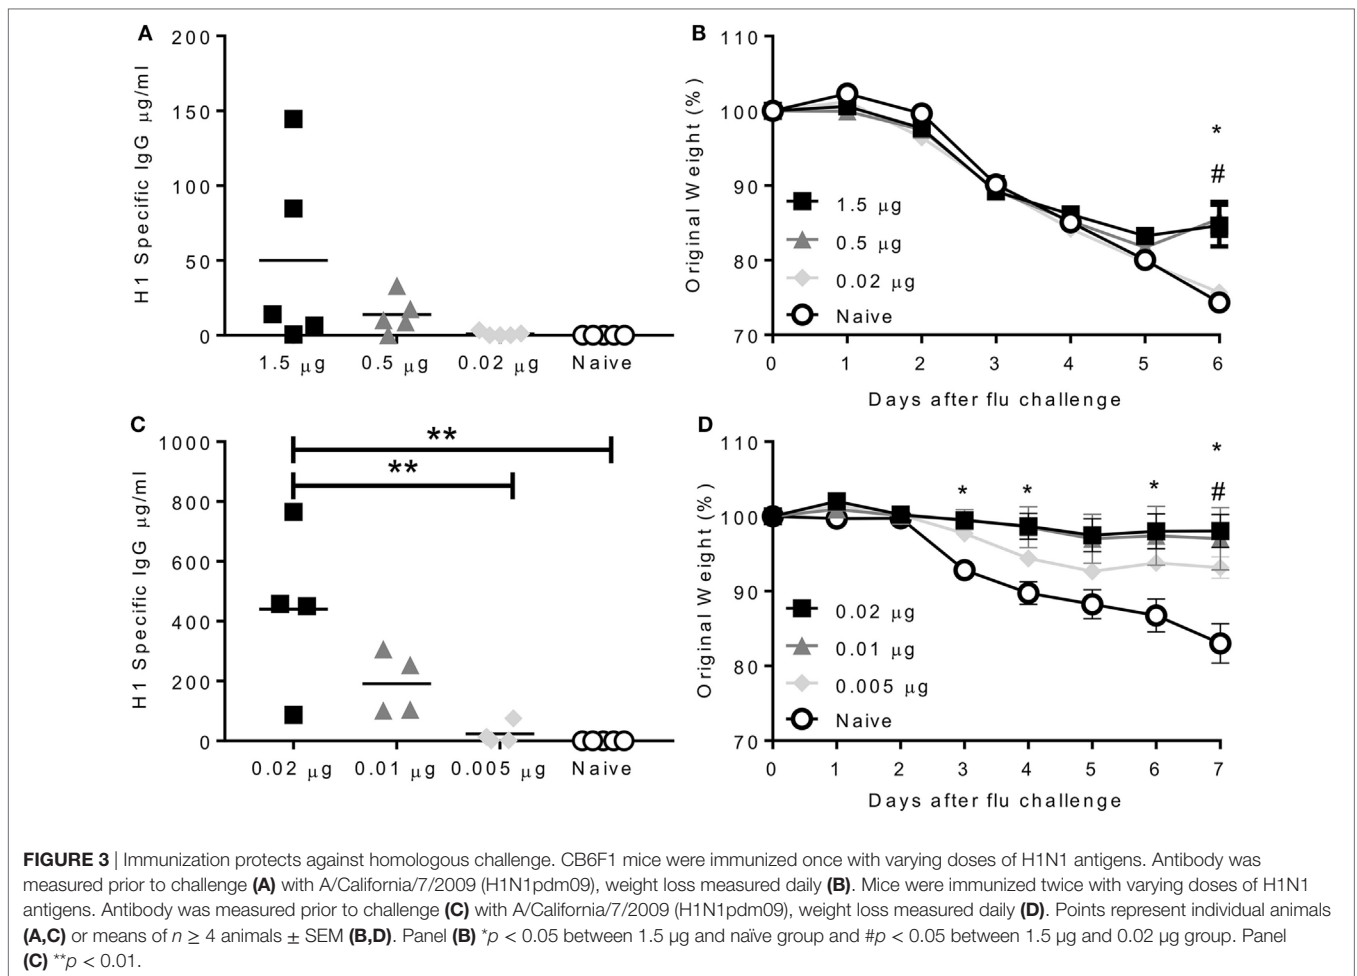 A
200
150
100
50
0
H1 Specific IgG µg/ml
1.5 µg 0.5 µg 0.02 µg Naive
B
110
100
90
80
70
Original Weight (%)
*
#
1.5 µg
0.5 µg
0.02 µg
Naive
0 1 2 3 4 5 6
Days after flu challenge
C
1000
800
600
400
200
0
H1 Specific IgG µg/ml
**
**
0.02 µg 0.01 µg 0.005 µg Naive
D
110
100
90
80
70
Original Weight (%)
* * * *
#
0.02 µg
0.01 µg
0.005 µg
Naive
0 1 2 3 4 5 6 7
Days after flu challenge
FIGURE 3 | Immunization protects against homologous challenge. CB6F1 mice were immunized once with varying doses of H1N1 antigens. Antibody was
measured prior to challenge (A) with A/California/7/2009 (H1N1pdm09), weight loss measured daily (B). Mice were immunized twice with varying doses of H1N1
antigens. Antibody was measured prior to challenge (C) with A/California/7/2009 (H1N1pdm09), weight loss measured daily (D). Points represent individual animals
(A,C) or means of n ≥ 4 animals ± SEM (B,D). Panel (B) *p < 0.05 between 1.5 µg and naïve group and #p < 0.05 between 1.5 µg and 0.02 µg group. Panel
(C) **p < 0.01.